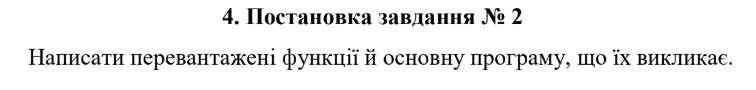 4. Постановка завдання № 2
Написати перевантажені функції й основну програму, що їх викликає.